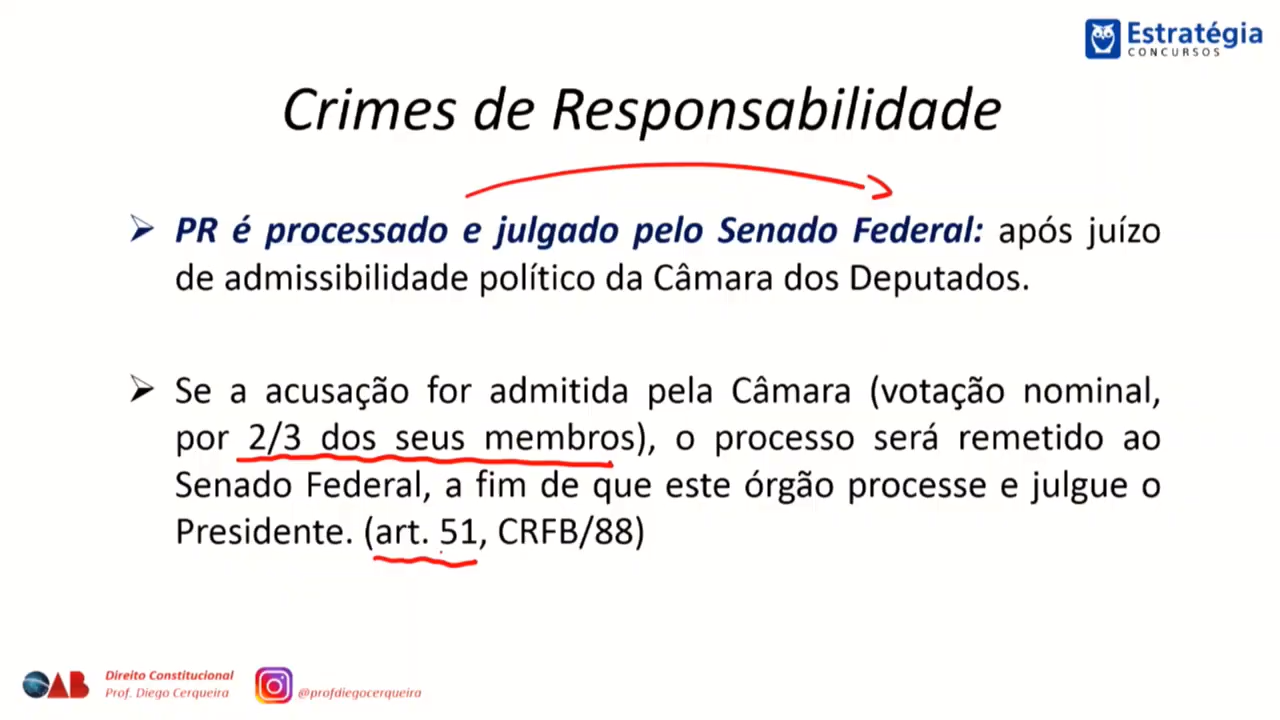 Estratégia
CONCURSOS
Crimes de Responsabilidade
PR é processado e julgado pelo Senado Federal: após juízo
de admissibilidade político da Câmara dos Deputados.
Se a acusação for admitida pela Câmara (votação nominal,
por 2/3 dos seus membros), o processo será remetido ao
Senado Federal, a fim de que este órgão processe e julgue o
Presidente. (art. 51, CRFB/88)
OAB
Direito Constitucional
Prof. Diego Cerqueira
@profdiegocerqueira